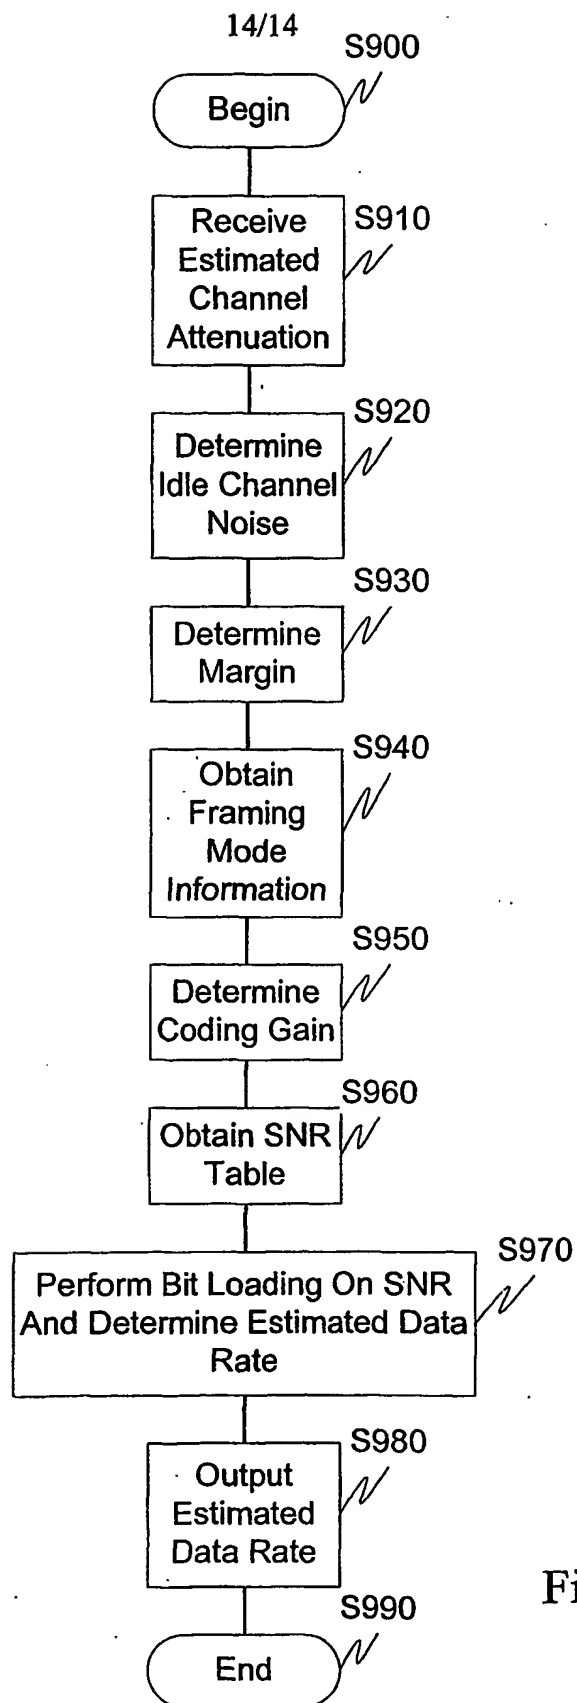 14/14
S900
Begin
S910
Receive
Estimated
Channel
Attenuation
S920
Determine
Idle Channel
Noise
S930
Determine
Margin
S940
Obtain
Framing
Mode
Information
S950
Determine
Coding Gain
S960
Obtain SNR
Table
S970
Perform Bit Loading On SNR
And Determine Estimated Data
Rate
S980
Output
Estimated
Data Rate
S990
End